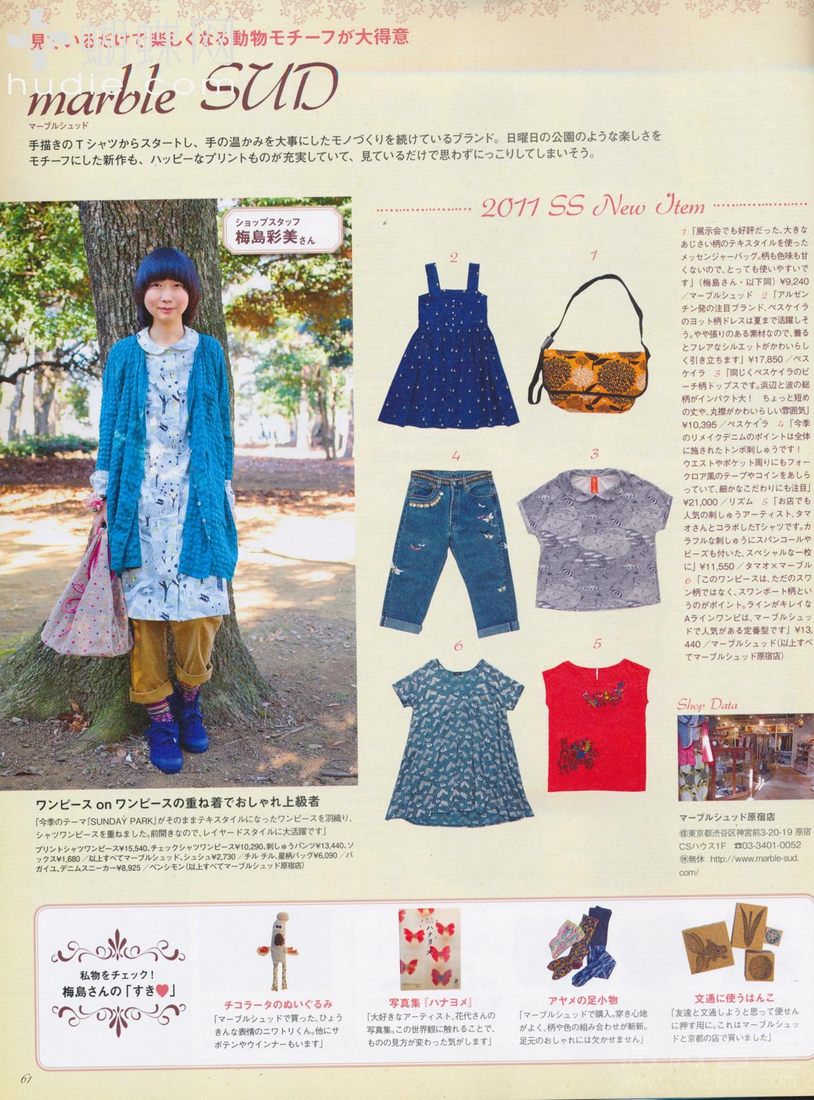 見ているだけで楽しくなる動物モチーフが大得意
marble SUD
マーブルシュッド
手描きのTシャツからスタートし、手の温かみを大事にしたモノづくりを続けているブランド。日曜日の公園のような楽しさを
モチーフにした新作も、ハッピーなプリントものが充実していて、見ているだけで思わずにっこりしてしまいそう。
ショップスタッフ
梅島彩美さん
2011 SS New Item
2
1
4
3
6
5
1「展示会でも好評だった、大きな
あじさい柄のテキスタイルを使った
メッセンジャーバッグ。柄も色味も甘
くないので、とっても使いやすいで
す」(梅島さん・以下同)¥9,240
／マーブルシュッド 2「アルゼン
チン発の注目ブランド、ペスケイラ
のヨット柄ドレスは夏まで活躍しそ
う。やや張りのある素材なので、着る
とフレアなシルエットがかわいらし
く引き立ちます」¥17,850／ペス
ケイラ 3「同じくペスケイラのビ
ーチ柄トップスです。浜辺と波の総
柄がインパクト大！ ちょっと短め
の丈や、丸襟がかわいらしい雰囲気」
¥10,395／ペスケイラ 4「今季
のリメイクデニムのポイントは全体
に施されたトンボ刺しゅうです！
ウエストやポケット周りにもフォー
クロア風のテープやコインをあしら
っていて、細かなこだわりにも注目」
¥21,000／リズム 5「お店でも
人気の刺しゅうアーティスト、タマ
オさんとコラボしたTシャツです。カ
ラフルな刺しゅうにスパンコールや
ビーズも付いた、スペシャルな一枚
に」¥11,550／タマオ×マーブル
6「このワンピースは、ただのスワ
ン柄ではなく、スワンボート柄とい
うのがポイント。ラインがキレイな
Aラインワンピは、マーブルシュッ
ドで人気がある定番型です」¥13,
440／マーブルシュッド(以上すべ
てマーブルシュッド原宿店)
Shop Data
マーブルシュッド原宿店
㊟東京都渋谷区神宮前3-20-19 原宿
CSハウス1F ☎03-3401-0052
㊡無休 http://www.marble-sud.
com/
ワンピース on ワンピースの重ね着でおしゃれ上級者
「今季のテーマ「SUNDAY PARK」がそのままテキスタイルになったワンピースを羽織り、
シャツワンピースを重ねました。前開きなので、レイヤードスタイルに大活躍です」
プリントシャツワンピース¥15,540、チェックシャツワンピース¥10,290、刺しゅうパンツ¥13,440、ソ
ックス¥1,680／以上すべてマーブルシュッド、シュシュ¥2,730／チル チル、星柄バッグ¥6,090／バ
ガイユ、デニムスニーカー¥8,925／ベンシモン(以上すべてマーブルシュッド原宿店)
私物をチェック！
梅島さんの「すき♥」
チコラータのぬいぐるみ
「マーブルシュッドで買った、ひょう
きんな表情のニワトリくん。他にサ
ボテンやウインナーもいます」
ハナヨメ
写真集『ハナヨメ』
「大好きなアーティスト、花代さんの
写真集。この世界観に触れることで、
ものの見方が変わった気がします」
アヤメの足小物
「マーブルシュッドで購入。穿き心地
がよく、柄や色の組み合わせが斬新。
足元のおしゃれには欠かせません」
文通に使うはんこ
「友達と文通しようと思って便せん
に押す用に。これはマーブルシュッ
ドと京都の店で買いました」
61
蝴蝶网
hudie.com